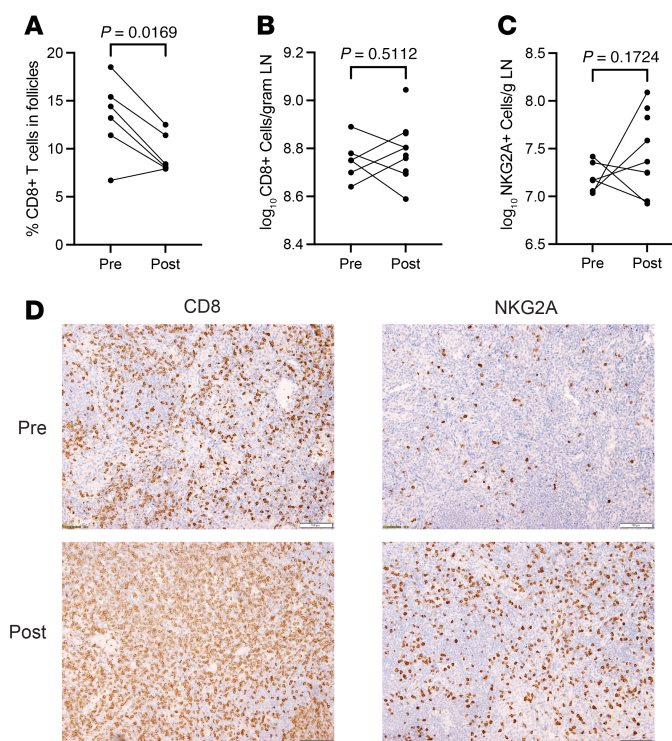 A
P = 0.0169
% CD8+ T cells in follicles
20
15
10
5
0
Pre
Post
B
P = 0.5112
log₁₀ CD8+ Cells/gram LN
9.2
9.0
8.8
8.6
8.4
Pre
Post
C
P = 0.1724
log₁₀ NKG2A+ Cells/g LN
8.5
8.0
7.5
7.0
6.5
Pre
Post
D
CD8
NKG2A
Pre
Post